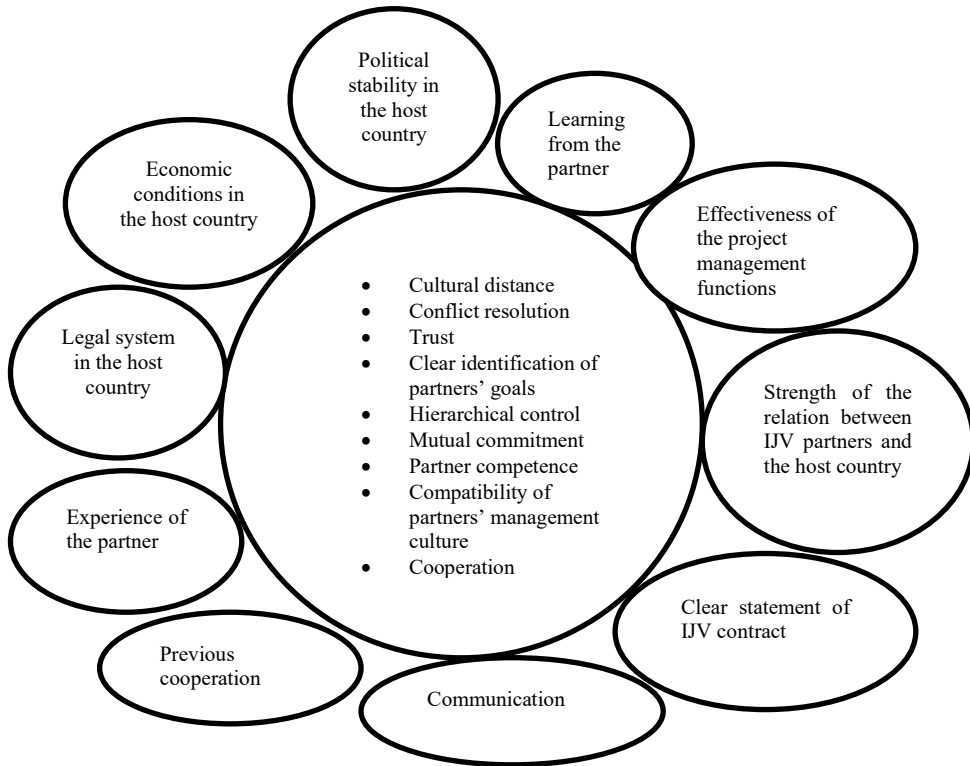 Political
stability in
the host
country
Learning
from the
partner
Economic
conditions in
the host country
Effectiveness of
the project
management
functions
• Cultural distance
• Conflict resolution
• Trust
• Clear identification of
partners’ goals
• Hierarchical control
• Mutual commitment
• Partner competence
• Compatibility of
partners’ management
culture
• Cooperation
Legal system
in the host
country
Strength of the
relation between
IJV partners and
the host country
Experience of
the partner
Clear statement of
IJV contract
Previous
cooperation
Communication